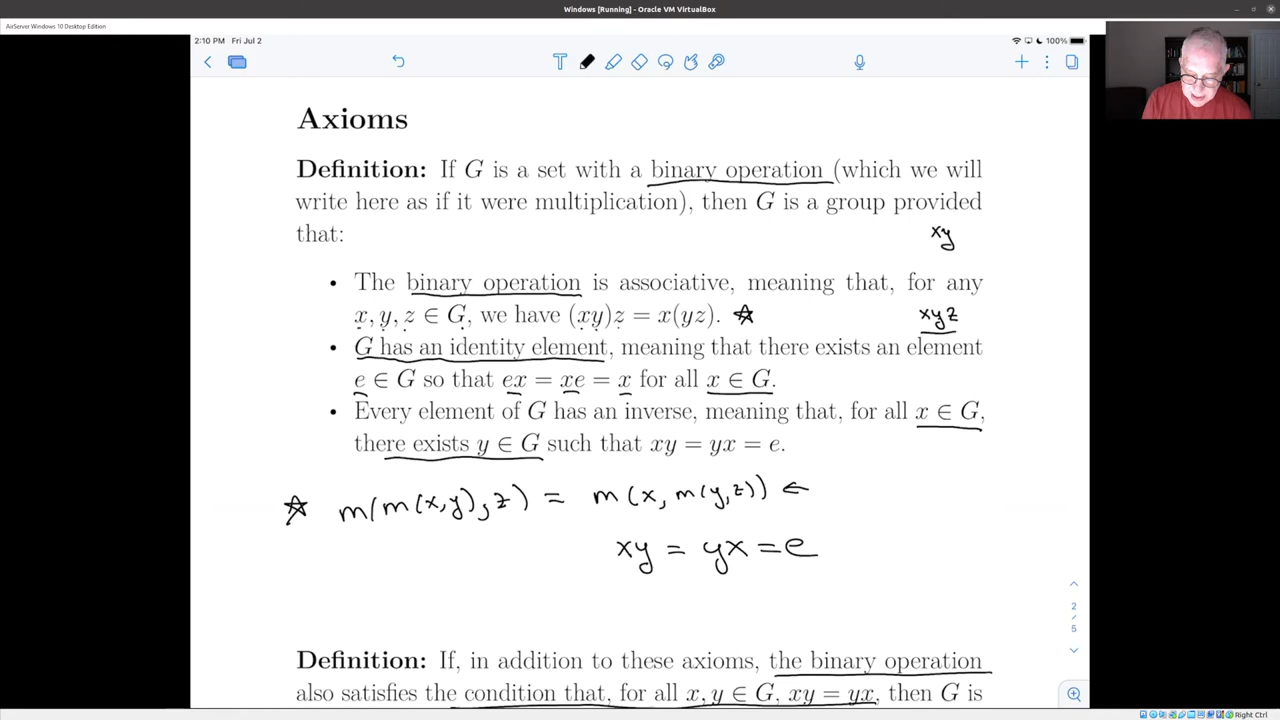 Windows [Running] - Oracle VM VirtualBox
AirServer Windows 10 Desktop Edition
2:10 PM Fri Jul 2
100%
Axioms
Definition: If G is a set with a binary operation (which we will
write here as if it were multiplication), then G is a group provided
that:
xy
• The binary operation is associative, meaning that, for any
x, y, z ∈ G, we have (xy)z = x(yz). ☆
xyz
• G has an identity element, meaning that there exists an element
e ∈ G so that ex = xe = x for all x ∈ G.
• Every element of G has an inverse, meaning that, for all x ∈ G,
there exists y ∈ G such that xy = yx = e.
☆ m(m(x,y),z) = m(x, m(y,z)) ←
xy = yx = e
2
/
5
Definition: If, in addition to these axioms, the binary operation
also satisfies the condition that, for all x, y ∈ G, xy = yx, then G is
Right Ctrl